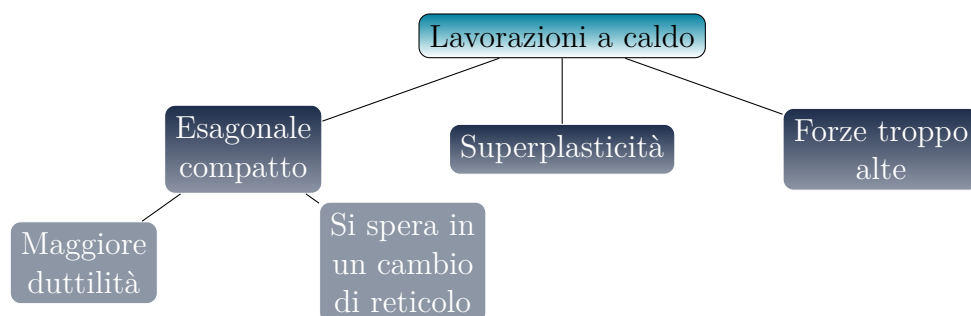 Lavorazioni a caldo
Esagonale
compatto
Superplasticità
Forze troppo
alte
Maggiore
duttilità
Si spera in
un cambio
di reticolo